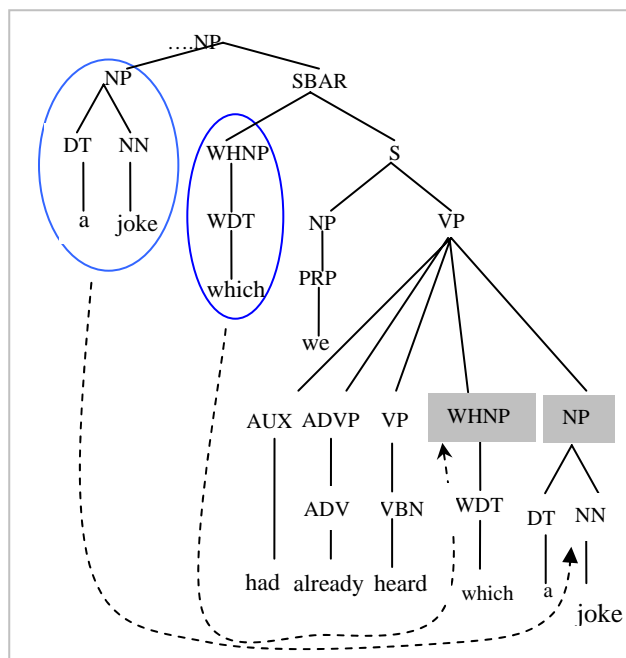 ....NP
NP SBAR
DT NN WHNP S
a joke WDT NP VP
which PRP
we
AUX ADVP VP WHNP NP
ADV VBN WDT DT NN
had already heard which a joke